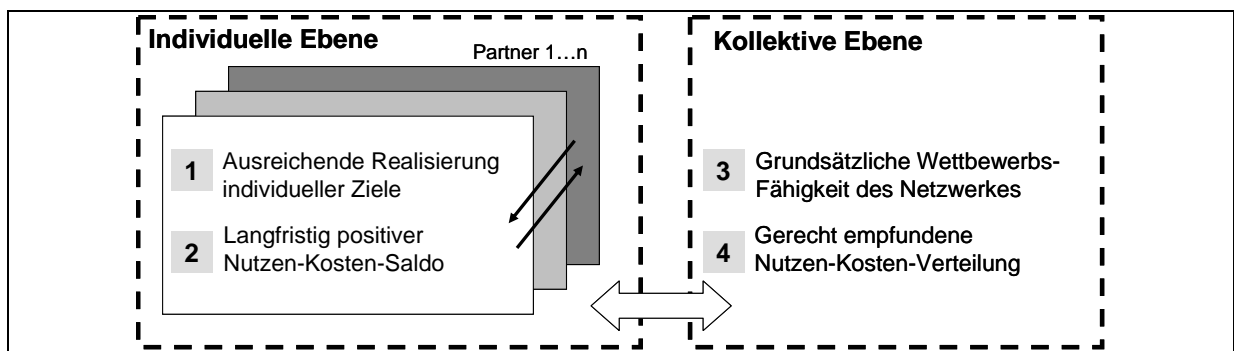 Individuelle Ebene
Partner 1…n
1
Ausreichende Realisierung
individueller Ziele
2
Langfristig positiver
Nutzen-Kosten-Saldo
Kollektive Ebene
3
Grundsätzliche Wettbewerbs-
Fähigkeit des Netzwerkes
4
Gerecht empfundene
Nutzen-Kosten-Verteilung